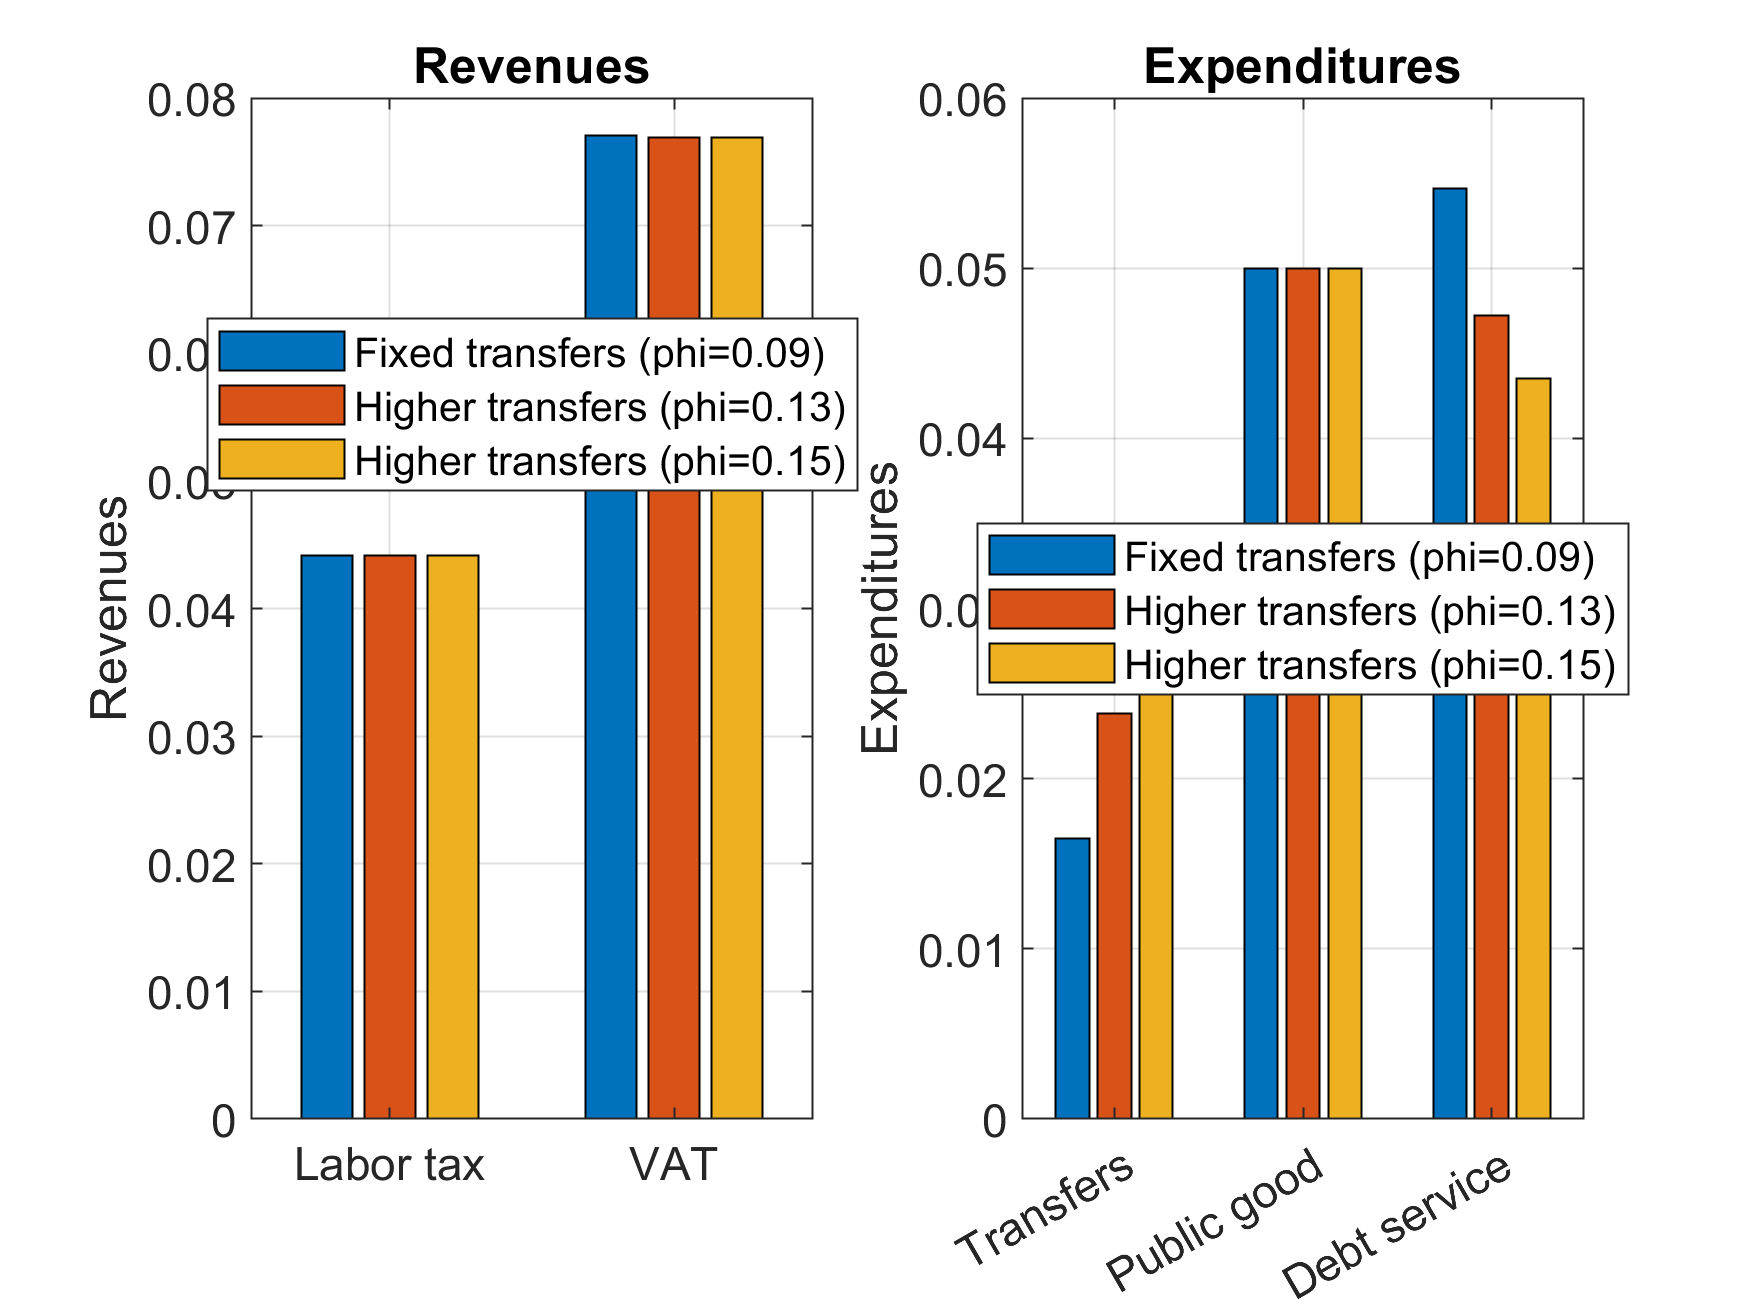 Revenues
0.08
0.07
0.04
0.03
0.02
0.01
0
Revenues
Fixed transfers (phi=0.09)
Higher transfers (phi=0.13)
Higher transfers (phi=0.15)
Labor tax
VAT
Expenditures
0.06
0.05
0.04
0.02
0.01
0
Expenditures
Fixed transfers (phi=0.09)
Higher transfers (phi=0.13)
Higher transfers (phi=0.15)
Transfers
Public good
Debt service